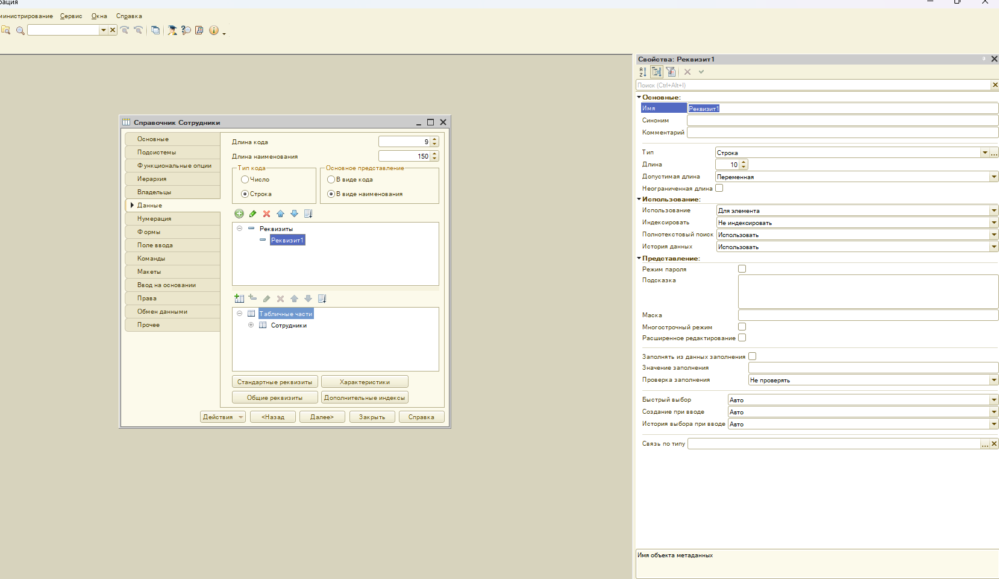 рация
министрирование Сервис Окна Справка
Справочник Сотрудники
Основные
Подсистемы
Функциональные опции
Иерархия
Владельцы
Данные
Нумерация
Формы
Поле ввода
Команды
Макеты
Ввод на основании
Права
Обмен данными
Прочее
Длина кода 9
Длина наименования 150
Тип кода
Число
Строка
Основное представление
В виде кода
В виде наименования
Реквизиты
Реквизит1
Табличные части
Сотрудники
Стандартные реквизиты Характеристики
Общие реквизиты Дополнительные индексы
Действия <Назад Далее> Закрыть Справка
Свойства: Реквизит1
Поиск (Ctrl+Alt+I)
Основные:
Имя Реквизит1
Синоним
Комментарий
Тип Строка
Длина 10
Допустимая длина Переменная
Неограниченная длина
Использование:
Использование Для элемента
Индексировать Не индексировать
Полнотекстовый поиск Использовать
История данных Использовать
Представление:
Режим пароля
Подсказка
Маска
Многострочный режим
Расширенное редактирование
Заполнять из данных заполнения
Значение заполнения
Проверка заполнения Не проверять
Быстрый выбор Авто
Создание при вводе Авто
История выбора при вводе Авто
Связь по типу
Имя объекта метаданных